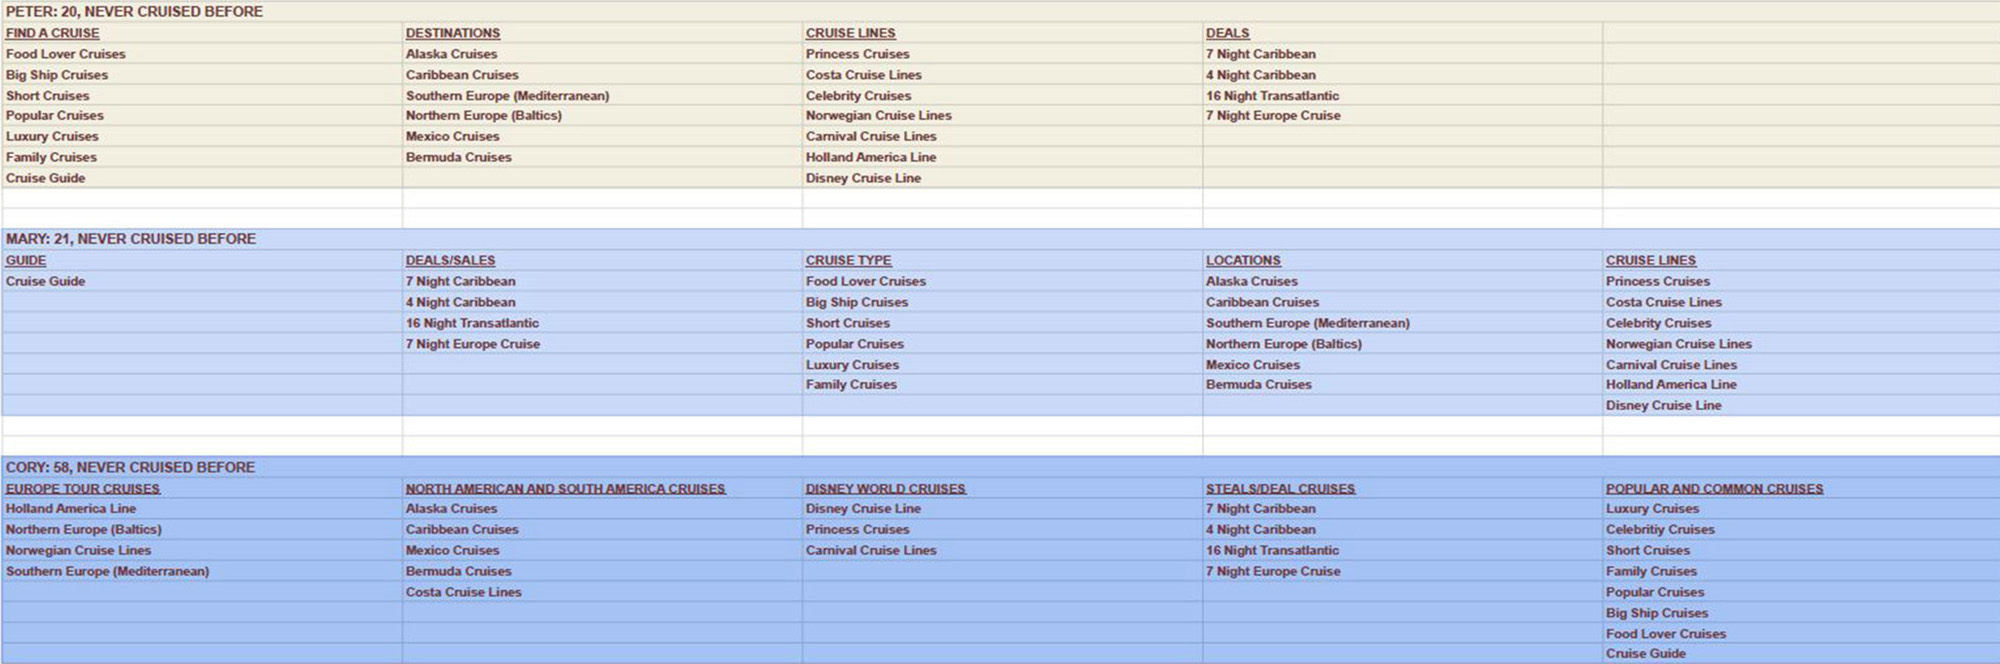 PETER: 20, NEVER CRUISED BEFORE
FIND A CRUISE DESTINATIONS CRUISE LINES DEALS
Food Lover Cruises Alaska Cruises Princess Cruises 7 Night Caribbean
Big Ship Cruises Caribbean Cruises Costa Cruise Lines 4 Night Caribbean
Short Cruises Southern Europe (Mediterranean) Celebrity Cruises 16 Night Transatlantic
Popular Cruises Northern Europe (Baltics) Norwegian Cruise Lines 7 Night Europe Cruise
Luxury Cruises Mexico Cruises Carnival Cruise Lines
Family Cruises Bermuda Cruises Holland America Line
Cruise Guide Disney Cruise Line
MARY: 21, NEVER CRUISED BEFORE
GUIDE DEALS/SALES CRUISE TYPE LOCATIONS CRUISE LINES
Cruise Guide 7 Night Caribbean Food Lover Cruises Alaska Cruises Princess Cruises
4 Night Caribbean Big Ship Cruises Caribbean Cruises Costa Cruise Lines
16 Night Transatlantic Short Cruises Southern Europe (Mediterranean) Celebrity Cruises
7 Night Europe Cruise Popular Cruises Northern Europe (Baltics) Norwegian Cruise Lines
Luxury Cruises Mexico Cruises Carnival Cruise Lines
Family Cruises Bermuda Cruises Holland America Line
Disney Cruise Line
CORY: 58, NEVER CRUISED BEFORE
EUROPE TOUR CRUISES NORTH AMERICAN AND SOUTH AMERICA CRUISES DISNEY WORLD CRUISES STEALS/DEAL CRUISES POPULAR AND COMMON CRUISES
Holland America Line Alaska Cruises Disney Cruise Line 7 Night Caribbean Luxury Cruises
Northern Europe (Baltics) Caribbean Cruises Princess Cruises 4 Night Caribbean Celebritiy Cruises
Norwegian Cruise Lines Mexico Cruises Carnival Cruise Lines 16 Night Transatlantic Short Cruises
Southern Europe (Mediterranean) Bermuda Cruises 7 Night Europe Cruise Family Cruises
Costa Cruise Lines Popular Cruises
Big Ship Cruises
Food Lover Cruises
Cruise Guide